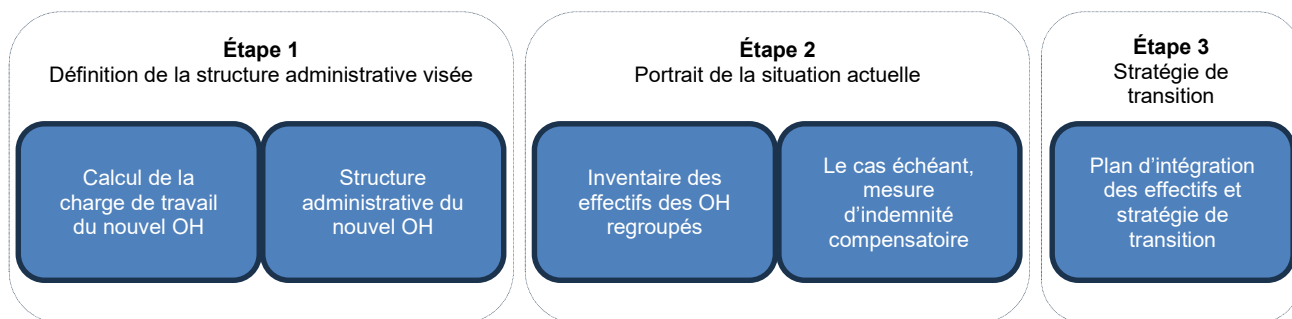 Étape 1
Définition de la structure administrative visée
Calcul de la
charge de travail
du nouvel OH
Structure
administrative du
nouvel OH
Étape 2
Portrait de la situation actuelle
Inventaire des
effectifs des OH
regroupés
Le cas échéant,
mesure
d’indemnité
compensatoire
Étape 3
Stratégie de
transition
Plan d’intégration
des effectifs et
stratégie de
transition